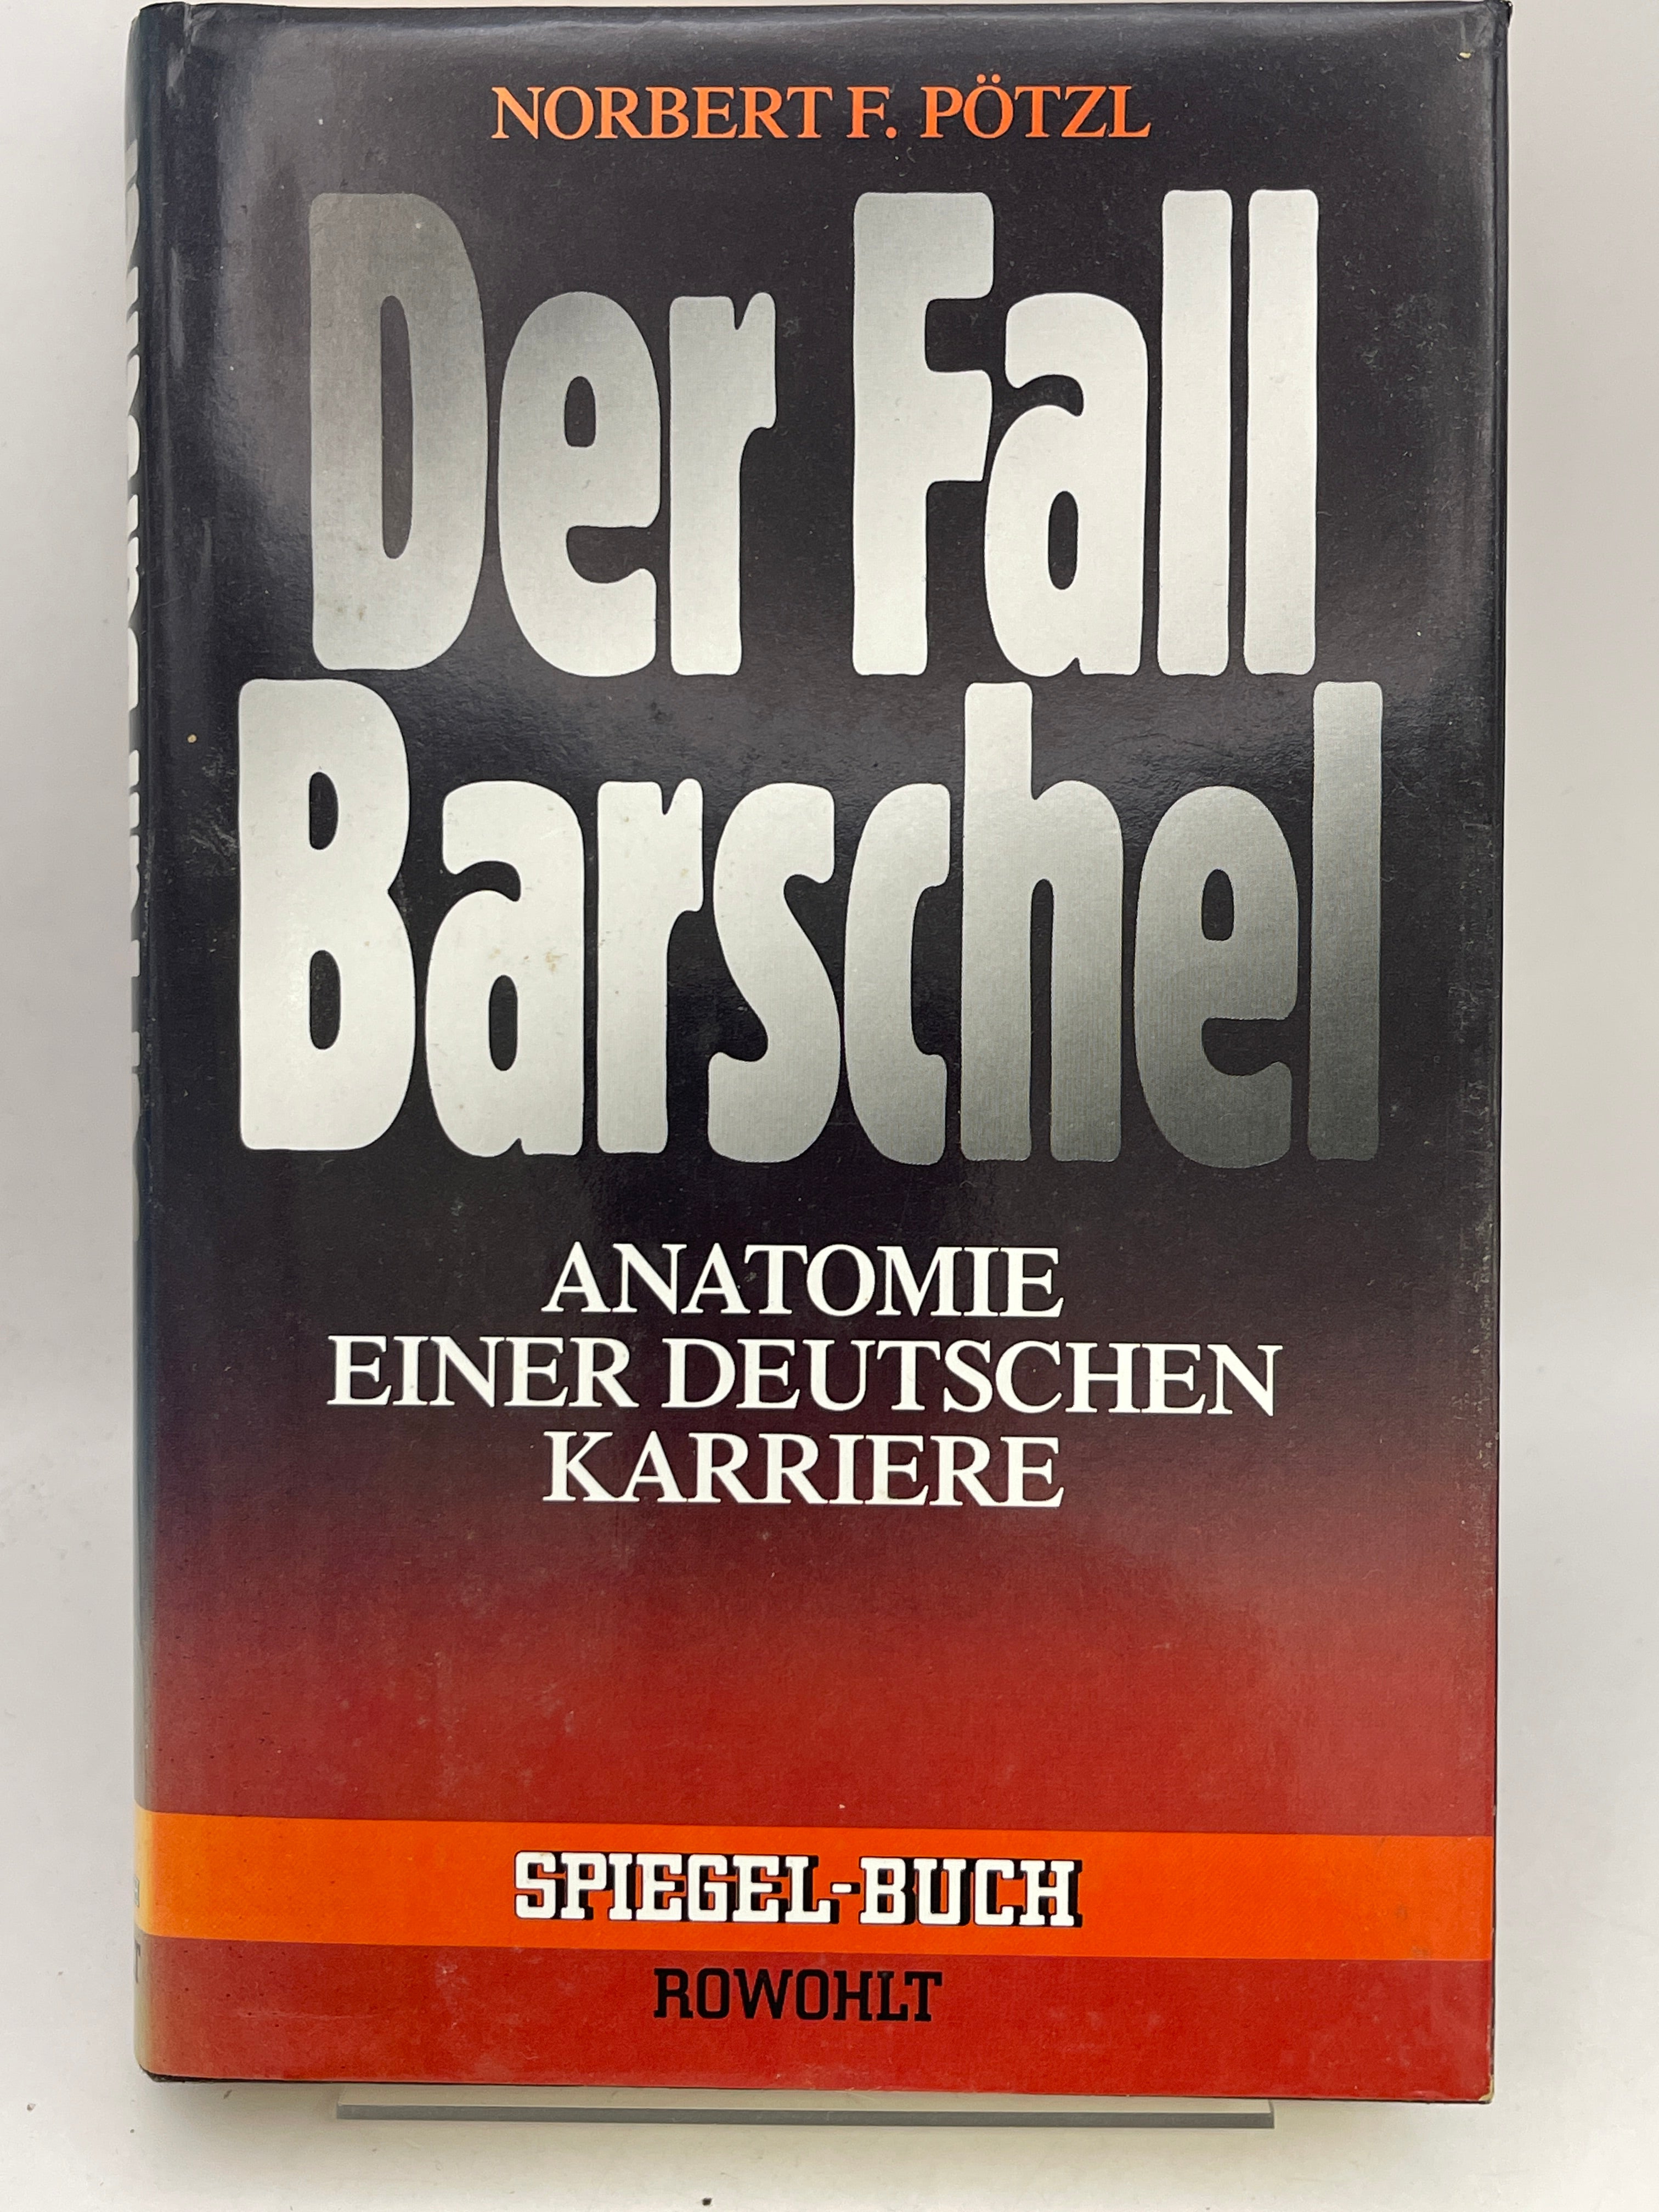 NORBERT F. PÖTZL
Der Fall
Barschel
ANATOMIE
EINER DEUTSCHEN
KARRIERE
SPIEGEL-BUCH
ROWOHLT